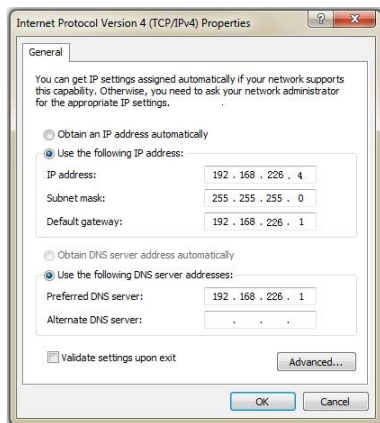 Internet Protocol Version 4 (TCP/IPv4) Properties
General
You can get IP settings assigned automatically if your network supports
this capability. Otherwise, you need to ask your network administrator
for the appropriate IP settings.
Obtain an IP address automatically
Use the following IP address:
IP address: 192 . 168 . 226 . 4
Subnet mask: 255 . 255 . 255 . 0
Default gateway: 192 . 168 . 226 . 1
Obtain DNS server address automatically
Use the following DNS server addresses:
Preferred DNS server: 192 . 168 . 226 . 1
Alternate DNS server: . . .
Validate settings upon exit
Advanced...
OK Cancel